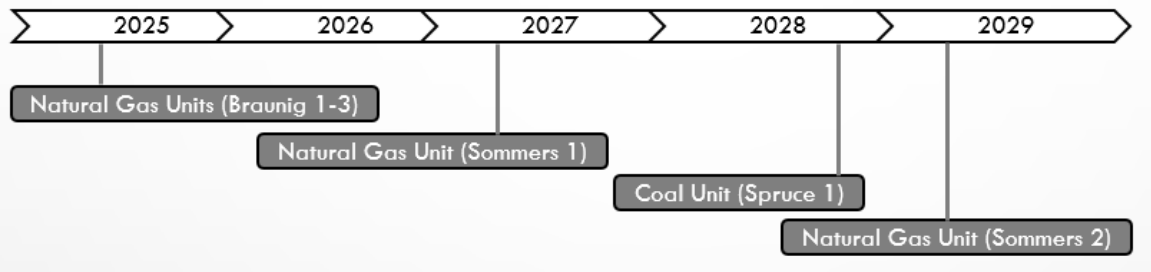 2025 2026 2027 2028 2029
Natural Gas Units (Braunig 1-3)
Natural Gas Unit (Sommers 1)
Coal Unit (Spruce 1)
Natural Gas Unit (Sommers 2)